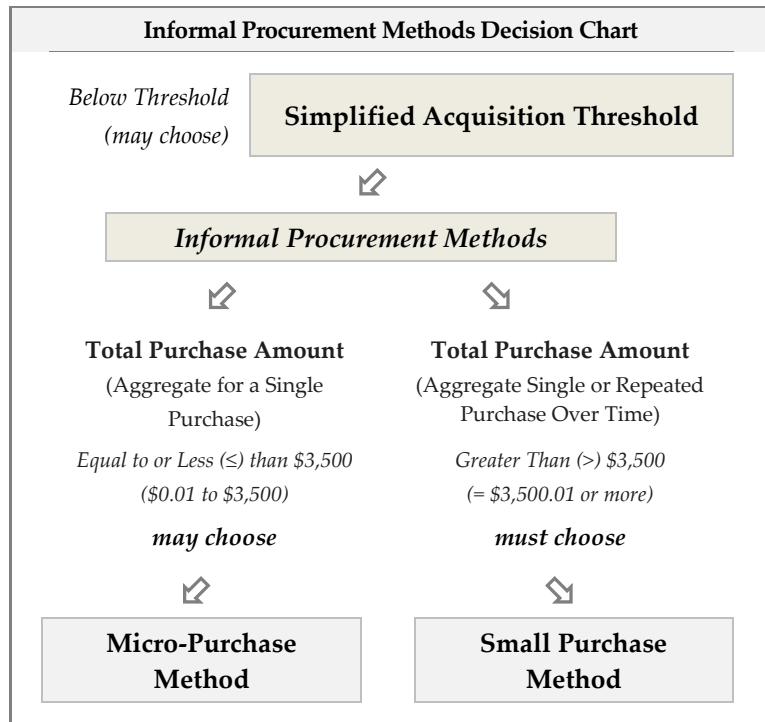 Informal Procurement Methods Decision Chart
Below Threshold
(may choose)
Simplified Acquisition Threshold
Informal Procurement Methods
Total Purchase Amount
(Aggregate for a Single
Purchase)
Equal to or Less (≤) than $3,500
($0.01 to $3,500)
may choose
Total Purchase Amount
(Aggregate Single or Repeated
Purchase Over Time)
Greater Than (>) $3,500
(= $3,500.01 or more)
must choose
Micro-Purchase
Method
Small Purchase
Method